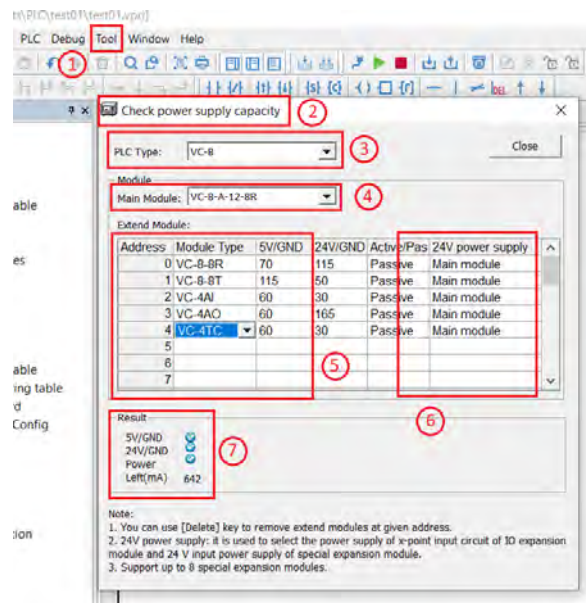 s\PLC\test01\test01.vprj]
PLC Debug Tool Window Help
1
Check power supply capacity
2
PLC Type: VC-8
3
Close
Module
Main Module: VC-8-A-12-8R
4
Extend Module:
Address Module Type 5V/GND 24V/GND Active/Pas 24V power supply
0 VC-8-8R 70 115 Passive Main module
1 VC-8-8T 115 50 Passive Main module
2 VC-4AI 60 30 Passive Main module
3 VC-4AO 60 165 Passive Main module
4 VC-4TC 60 30 Passive Main module
5
6
7
5
6
Result
5V/GND
24V/GND
Power
Left(mA) 642
7
Note:
1. You can use [Delete] key to remove extend modules at given address.
2. 24V power supply: it is used to select the power supply of x-point input circuit of IO expansion
module and 24 V input power supply of special expansion module.
3. Support up to 8 special expansion modules.
able
es
able
ing table
d
Config
tion